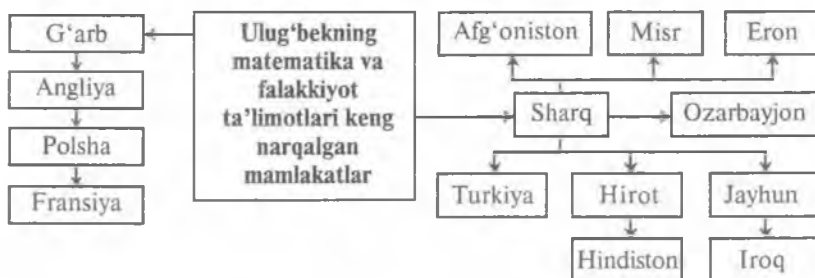 G‘arb
Angliya
Polsha
Fransiya
Ulug‘bekning
matematika va
falakkiyot
ta’limotlari keng
narqalgan
mamlakatlar
Afg‘oniston
Misr
Eron
Sharq
Ozarbayjon
Turkiya
Hirot
Jayhun
Hindiston
Iroq